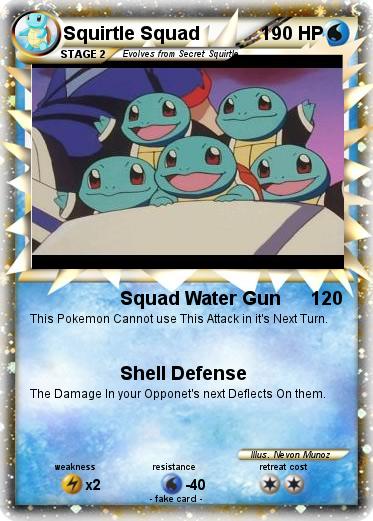 Squirtle Squad 190 HP
STAGE 2 Evolves from Secret Squirtle
Squad Water Gun 120
This Pokemon Cannot use This Attack in it's Next Turn.
Shell Defense
The Damage In your Opponet's next Deflects On them.
Illus. Nevon Munoz
weakness resistance retreat cost
x2 -40
- fake card -